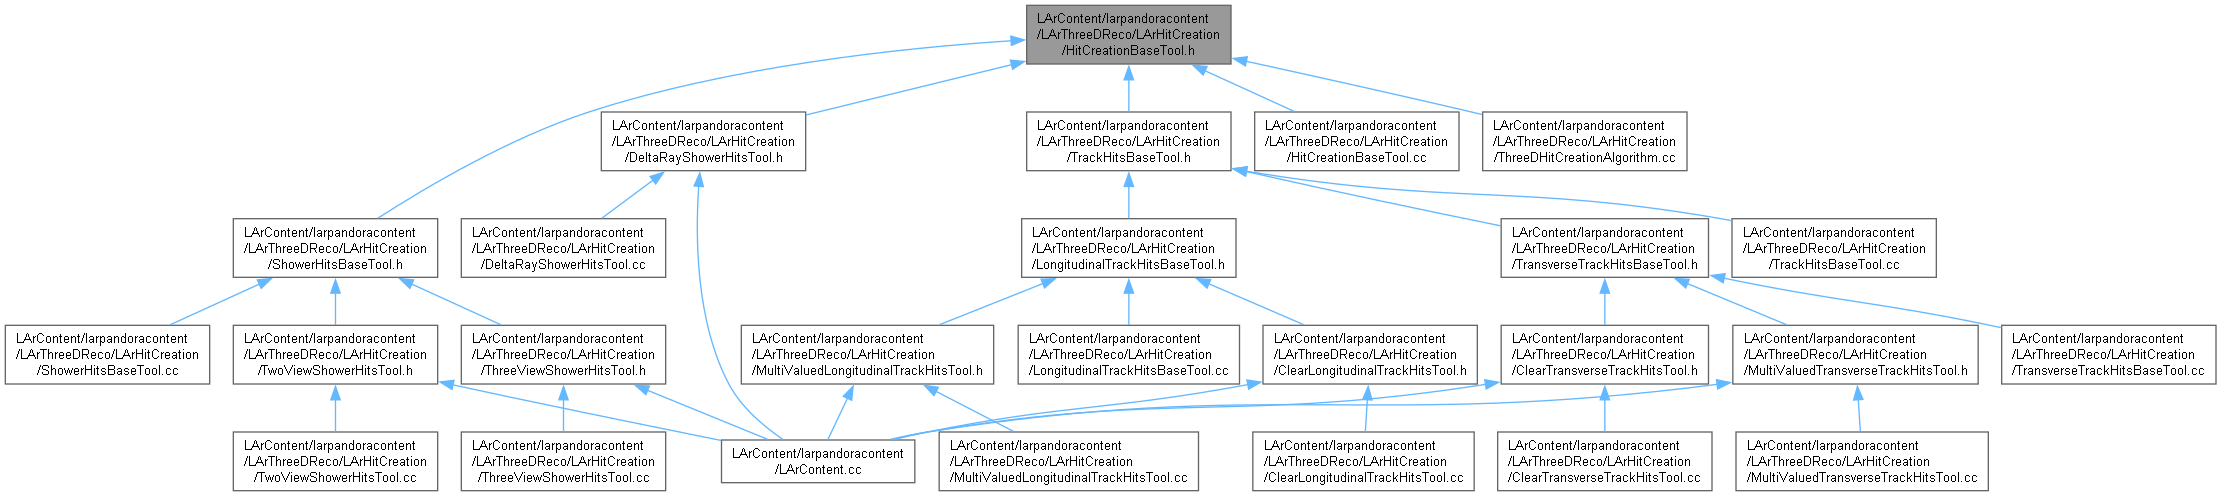 LArContent/larpandoracontent
/LArThreeDReco/LArHitCreation
/HitCreationBaseTool.h
LArContent/larpandoracontent
/LArThreeDReco/LArHitCreation
/DeltaRayShowerHitsTool.h
LArContent/larpandoracontent
/LArThreeDReco/LArHitCreation
/TrackHitsBaseTool.h
LArContent/larpandoracontent
/LArThreeDReco/LArHitCreation
/HitCreationBaseTool.cc
LArContent/larpandoracontent
/LArThreeDReco/LArHitCreation
/ThreeDHitCreationAlgorithm.cc
LArContent/larpandoracontent
/LArThreeDReco/LArHitCreation
/ShowerHitsBaseTool.h
LArContent/larpandoracontent
/LArThreeDReco/LArHitCreation
/DeltaRayShowerHitsTool.cc
LArContent/larpandoracontent
/LArThreeDReco/LArHitCreation
/LongitudinalTrackHitsBaseTool.h
LArContent/larpandoracontent
/LArThreeDReco/LArHitCreation
/TransverseTrackHitsBaseTool.h
LArContent/larpandoracontent
/LArThreeDReco/LArHitCreation
/TrackHitsBaseTool.cc
LArContent/larpandoracontent
/LArThreeDReco/LArHitCreation
/ShowerHitsBaseTool.cc
LArContent/larpandoracontent
/LArThreeDReco/LArHitCreation
/TwoViewShowerHitsTool.h
LArContent/larpandoracontent
/LArThreeDReco/LArHitCreation
/ThreeViewShowerHitsTool.h
LArContent/larpandoracontent
/LArThreeDReco/LArHitCreation
/MultiValuedLongitudinalTrackHitsTool.h
LArContent/larpandoracontent
/LArThreeDReco/LArHitCreation
/LongitudinalTrackHitsBaseTool.cc
LArContent/larpandoracontent
/LArThreeDReco/LArHitCreation
/ClearLongitudinalTrackHitsTool.h
LArContent/larpandoracontent
/LArThreeDReco/LArHitCreation
/ClearTransverseTrackHitsTool.h
LArContent/larpandoracontent
/LArThreeDReco/LArHitCreation
/MultiValuedTransverseTrackHitsTool.h
LArContent/larpandoracontent
/LArThreeDReco/LArHitCreation
/TransverseTrackHitsBaseTool.cc
LArContent/larpandoracontent
/LArThreeDReco/LArHitCreation
/TwoViewShowerHitsTool.cc
LArContent/larpandoracontent
/LArThreeDReco/LArHitCreation
/ThreeViewShowerHitsTool.cc
LArContent/larpandoracontent
/LArContent.cc
LArContent/larpandoracontent
/LArThreeDReco/LArHitCreation
/MultiValuedLongitudinalTrackHitsTool.cc
LArContent/larpandoracontent
/LArThreeDReco/LArHitCreation
/ClearLongitudinalTrackHitsTool.cc
LArContent/larpandoracontent
/LArThreeDReco/LArHitCreation
/ClearTransverseTrackHitsTool.cc
LArContent/larpandoracontent
/LArThreeDReco/LArHitCreation
/MultiValuedTransverseTrackHitsTool.cc